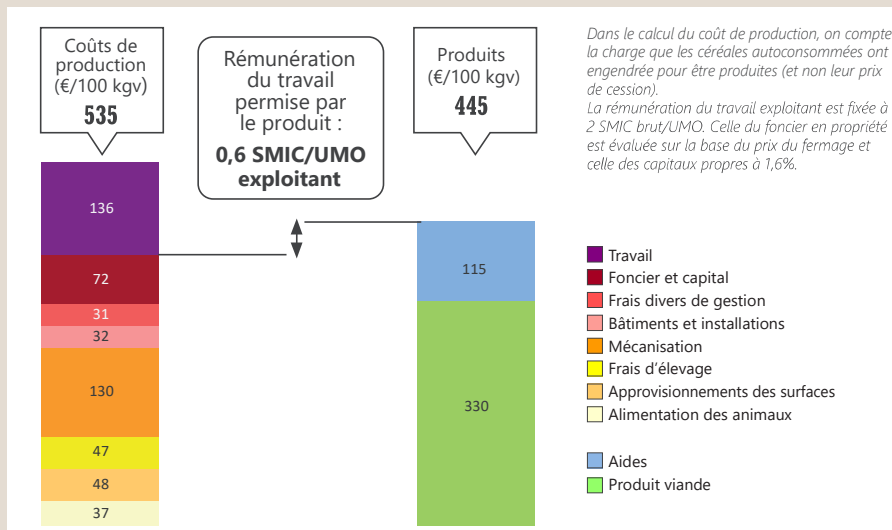 Coûts de
production
(€/100 kgv)
535
Rémunération
du travail
permise par
le produit :
0,6 SMIC/UMO
exploitant
Produits
(€/100 kgv)
445
Dans le calcul du coût de production, on compte
la charge que les céréales autoconsommées ont
engendrée pour être produites (et non leur prix
de cession).
La rémunération du travail exploitant est fixée à
2 SMIC brut/UMO. Celle du foncier en propriété
est évaluée sur la base du prix du fermage et
celle des capitaux propres à 1,6%.
136
72
31
32
130
47
48
37
115
330
Travail
Foncier et capital
Frais divers de gestion
Bâtiments et installations
Mécanisation
Frais d’élevage
Approvisionnements des surfaces
Alimentation des animaux
Aides
Produit viande